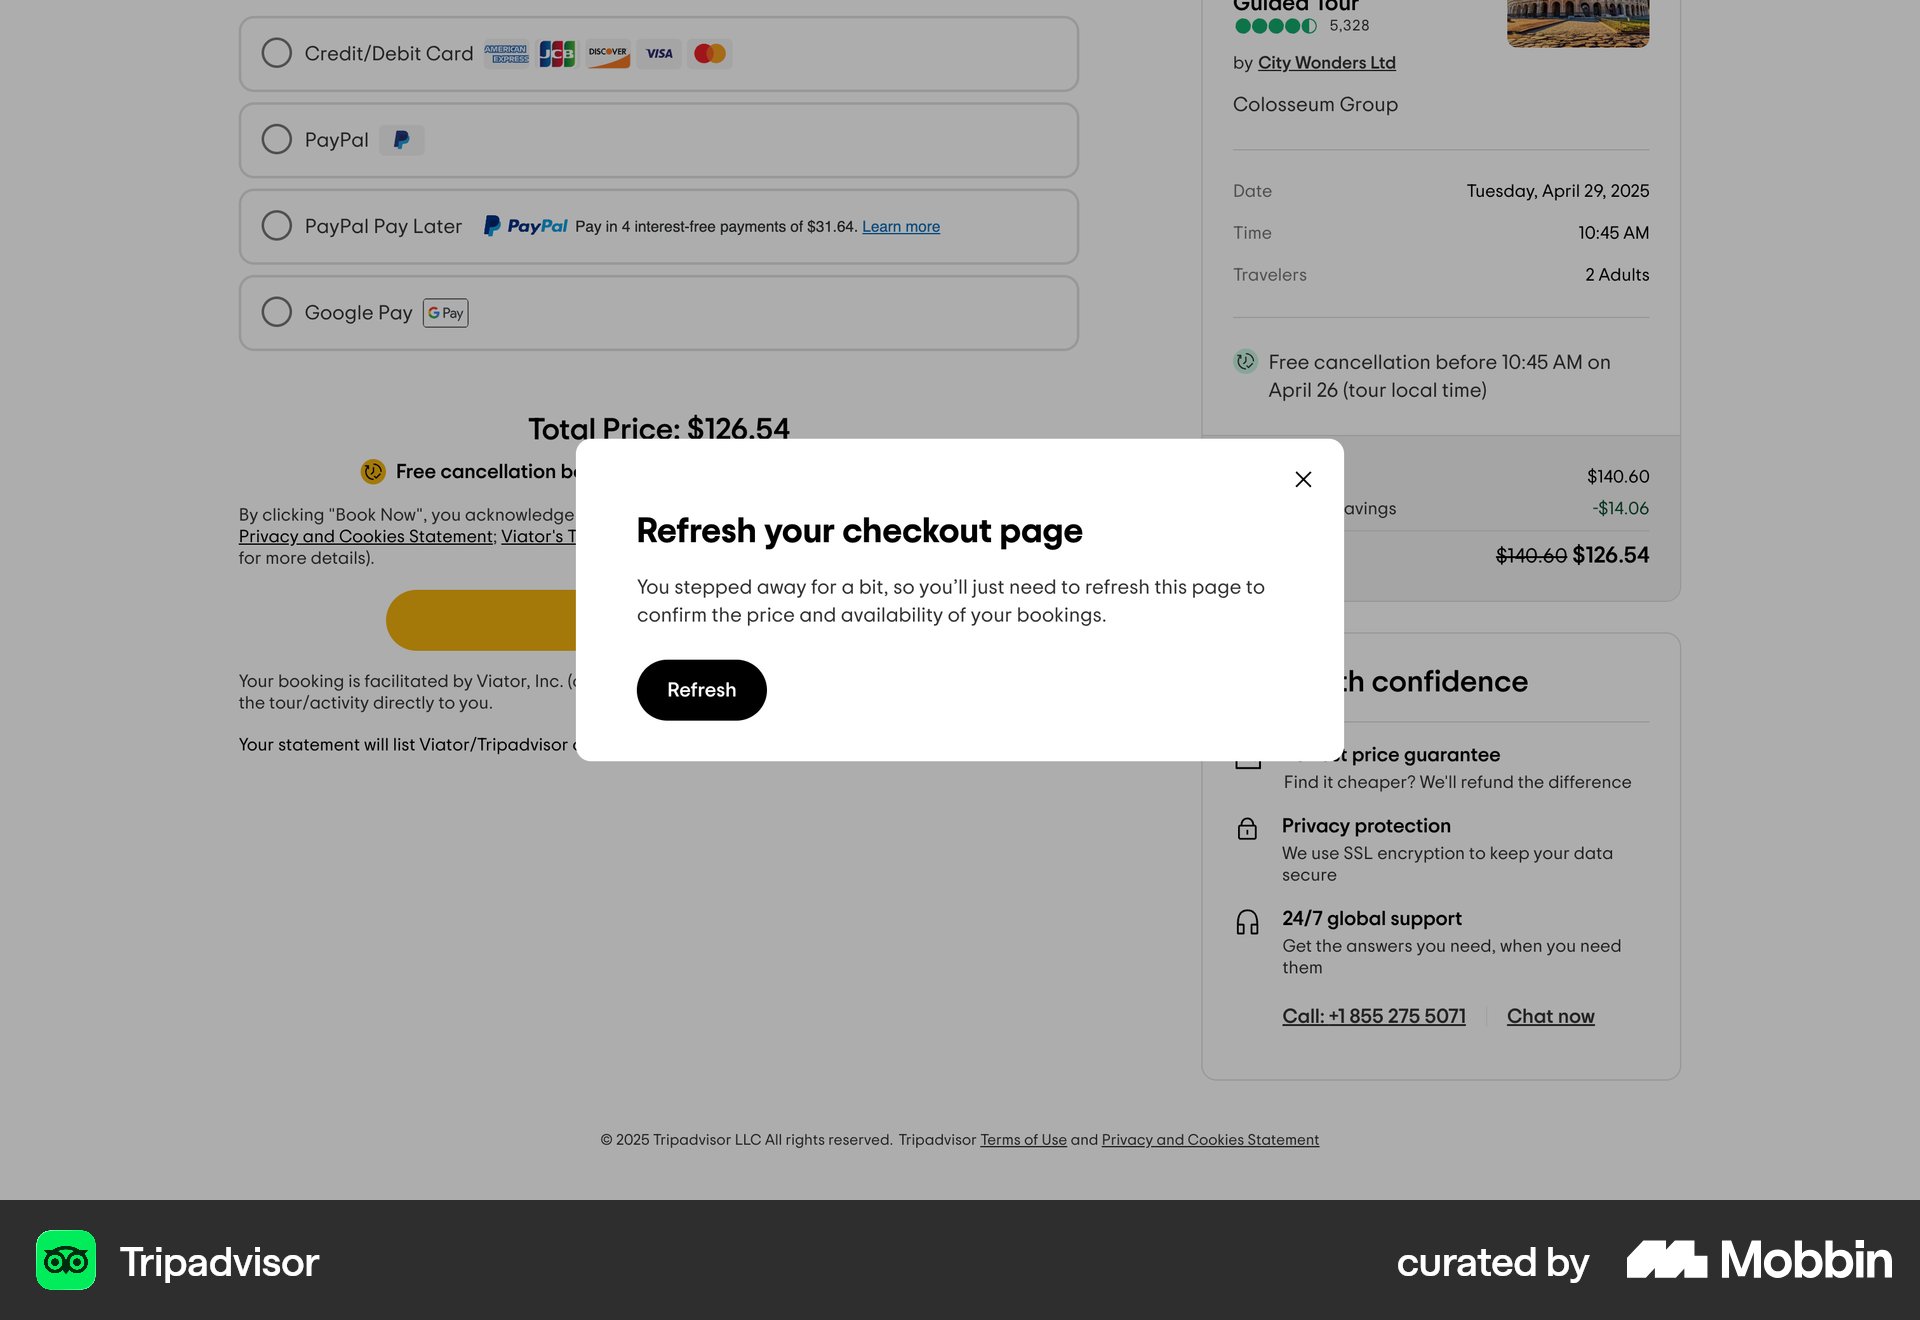 Credit/Debit Card AMERICAN EXPRESS JCB DISCOVER VISA
PayPal
PayPal Pay Later PayPal Pay in 4 interest-free payments of $31.64. Learn more
Google Pay G Pay
Total Price: $126.54
Free cancellation be
By clicking "Book Now", you acknowledge
Privacy and Cookies Statement; Viator's T
for more details).
Your booking is facilitated by Viator, Inc. (
the tour/activity directly to you.
Your statement will list Viator/Tripadvisor
Guided Tour
5,328
by City Wonders Ltd
Colosseum Group
Date Tuesday, April 29, 2025
Time 10:45 AM
Travelers 2 Adults
Free cancellation before 10:45 AM on
April 26 (tour local time)
$140.60
avings -$14.06
$140.60 $126.54
Refresh your checkout page
You stepped away for a bit, so you’ll just need to refresh this page to
confirm the price and availability of your bookings.
Refresh
th confidence
t price guarantee
Find it cheaper? We'll refund the difference
Privacy protection
We use SSL encryption to keep your data
secure
24/7 global support
Get the answers you need, when you need
them
Call: +1 855 275 5071 Chat now
© 2025 Tripadvisor LLC All rights reserved. Tripadvisor Terms of Use and Privacy and Cookies Statement
Tripadvisor
curated by Mobbin